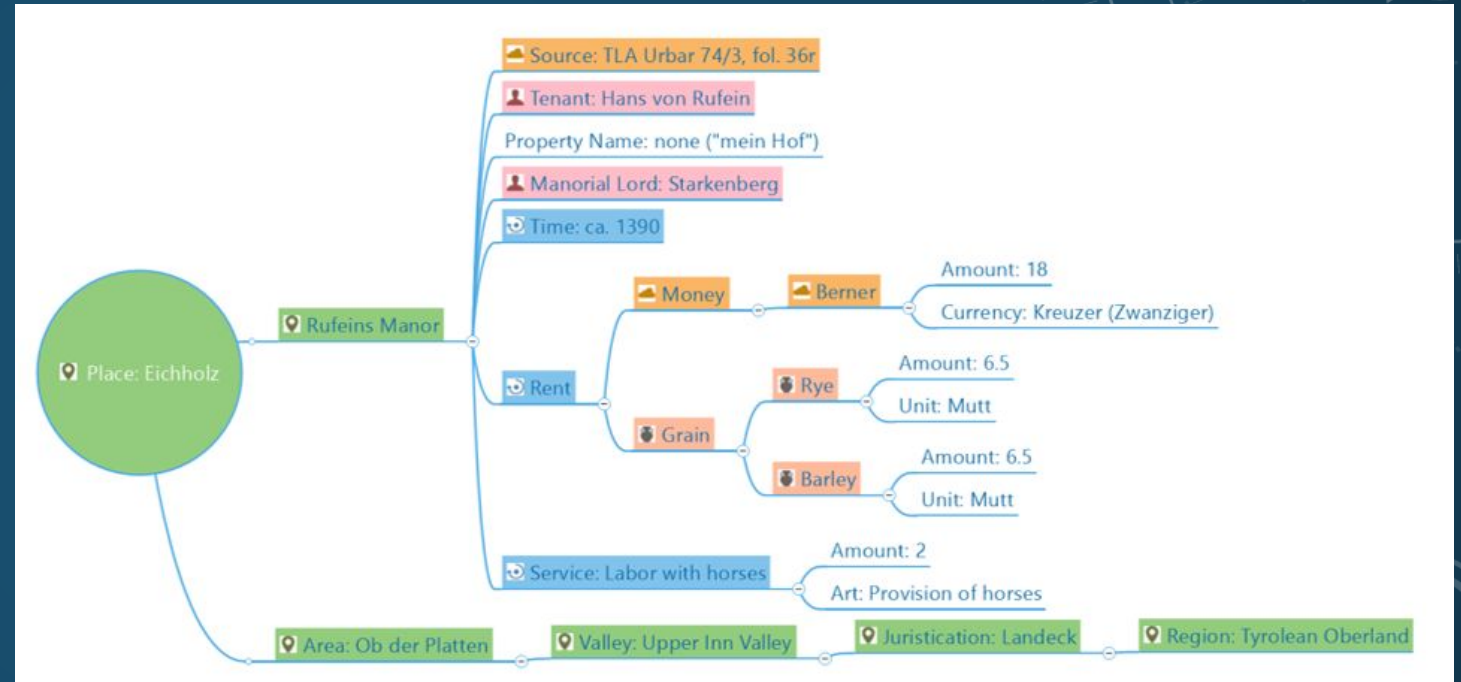 Source: TLA Urbar 74/3, fol. 36r
Tenant: Hans von Rufein
Property Name: none ("mein Hof")
Manorial Lord: Starkenberg
Time: ca. 1390
Place: Eichholz
Rufeins Manor
Rent
Money
Berner
Amount: 18
Currency: Kreuzer (Zwanziger)
Grain
Rye
Amount: 6.5
Unit: Mutt
Barley
Amount: 6.5
Unit: Mutt
Service: Labor with horses
Amount: 2
Art: Provision of horses
Area: Ob der Platten
Valley: Upper Inn Valley
Juristication: Landeck
Region: Tyrolean Oberland